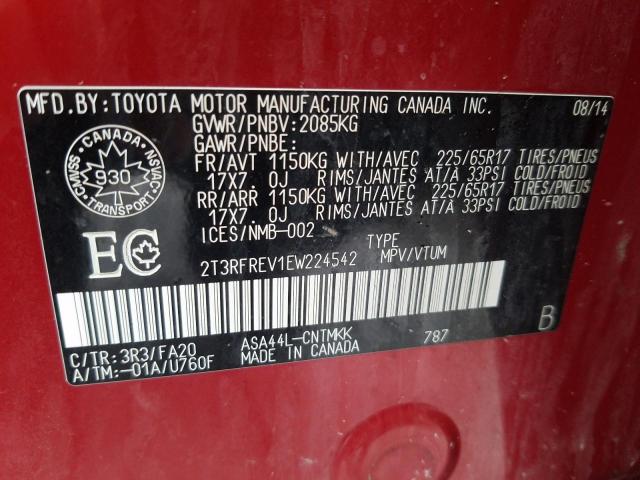 MFD.BY:TOYOTA MOTOR MANUFACTURING CANADA INC. 08/14
GVWR/PNBV:2085KG
GAWR/PNBE:
FR/AVT 1150KG WITH/AVEC 225/65R17 TIRES/PNEUS
17X7.0J RIMS/JANTES AT/À 33PSI COLD/FROID
RR/ARR 1150KG WITH/AVEC 225/65R17 TIRES/PNEUS
17X7.0J RIMS/JANTES AT/À 33PSI COLD/FROID
ICES/NMB-002
CANADA
930
TRANSPORT
CMVSS
NSVAC
EC
TYPE
2T3RFREV1EW224542 MPV/VTUM
B
C/TR:3R3/FA20 ASA44L-CNTMKK 787
A/TM:-01A/U760F MADE IN CANADA